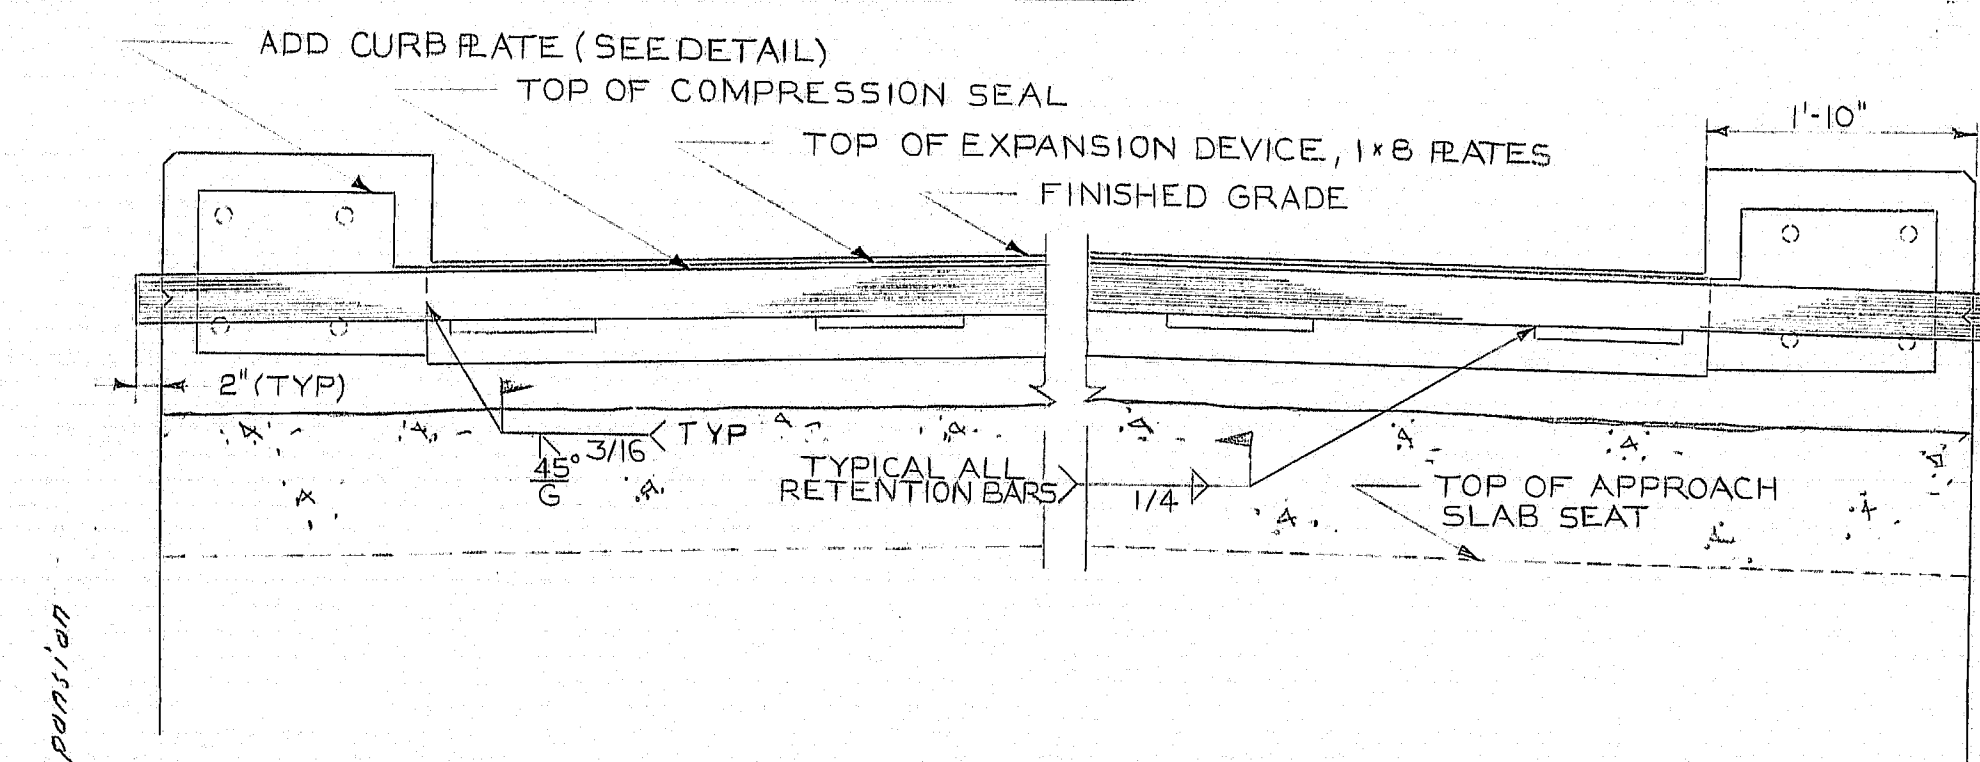 ADD CURB PLATE (SEE DETAIL)
TOP OF COMPRESSION SEAL
TOP OF EXPANSION DEVICE, 1×8 PLATES
FINISHED GRADE
1'-10"
2" (TYP)
3/16
TYP
45°
G
TYPICAL ALL
RETENTION BARS
1/4
TOP OF APPROACH
SLAB SEAT
pansion